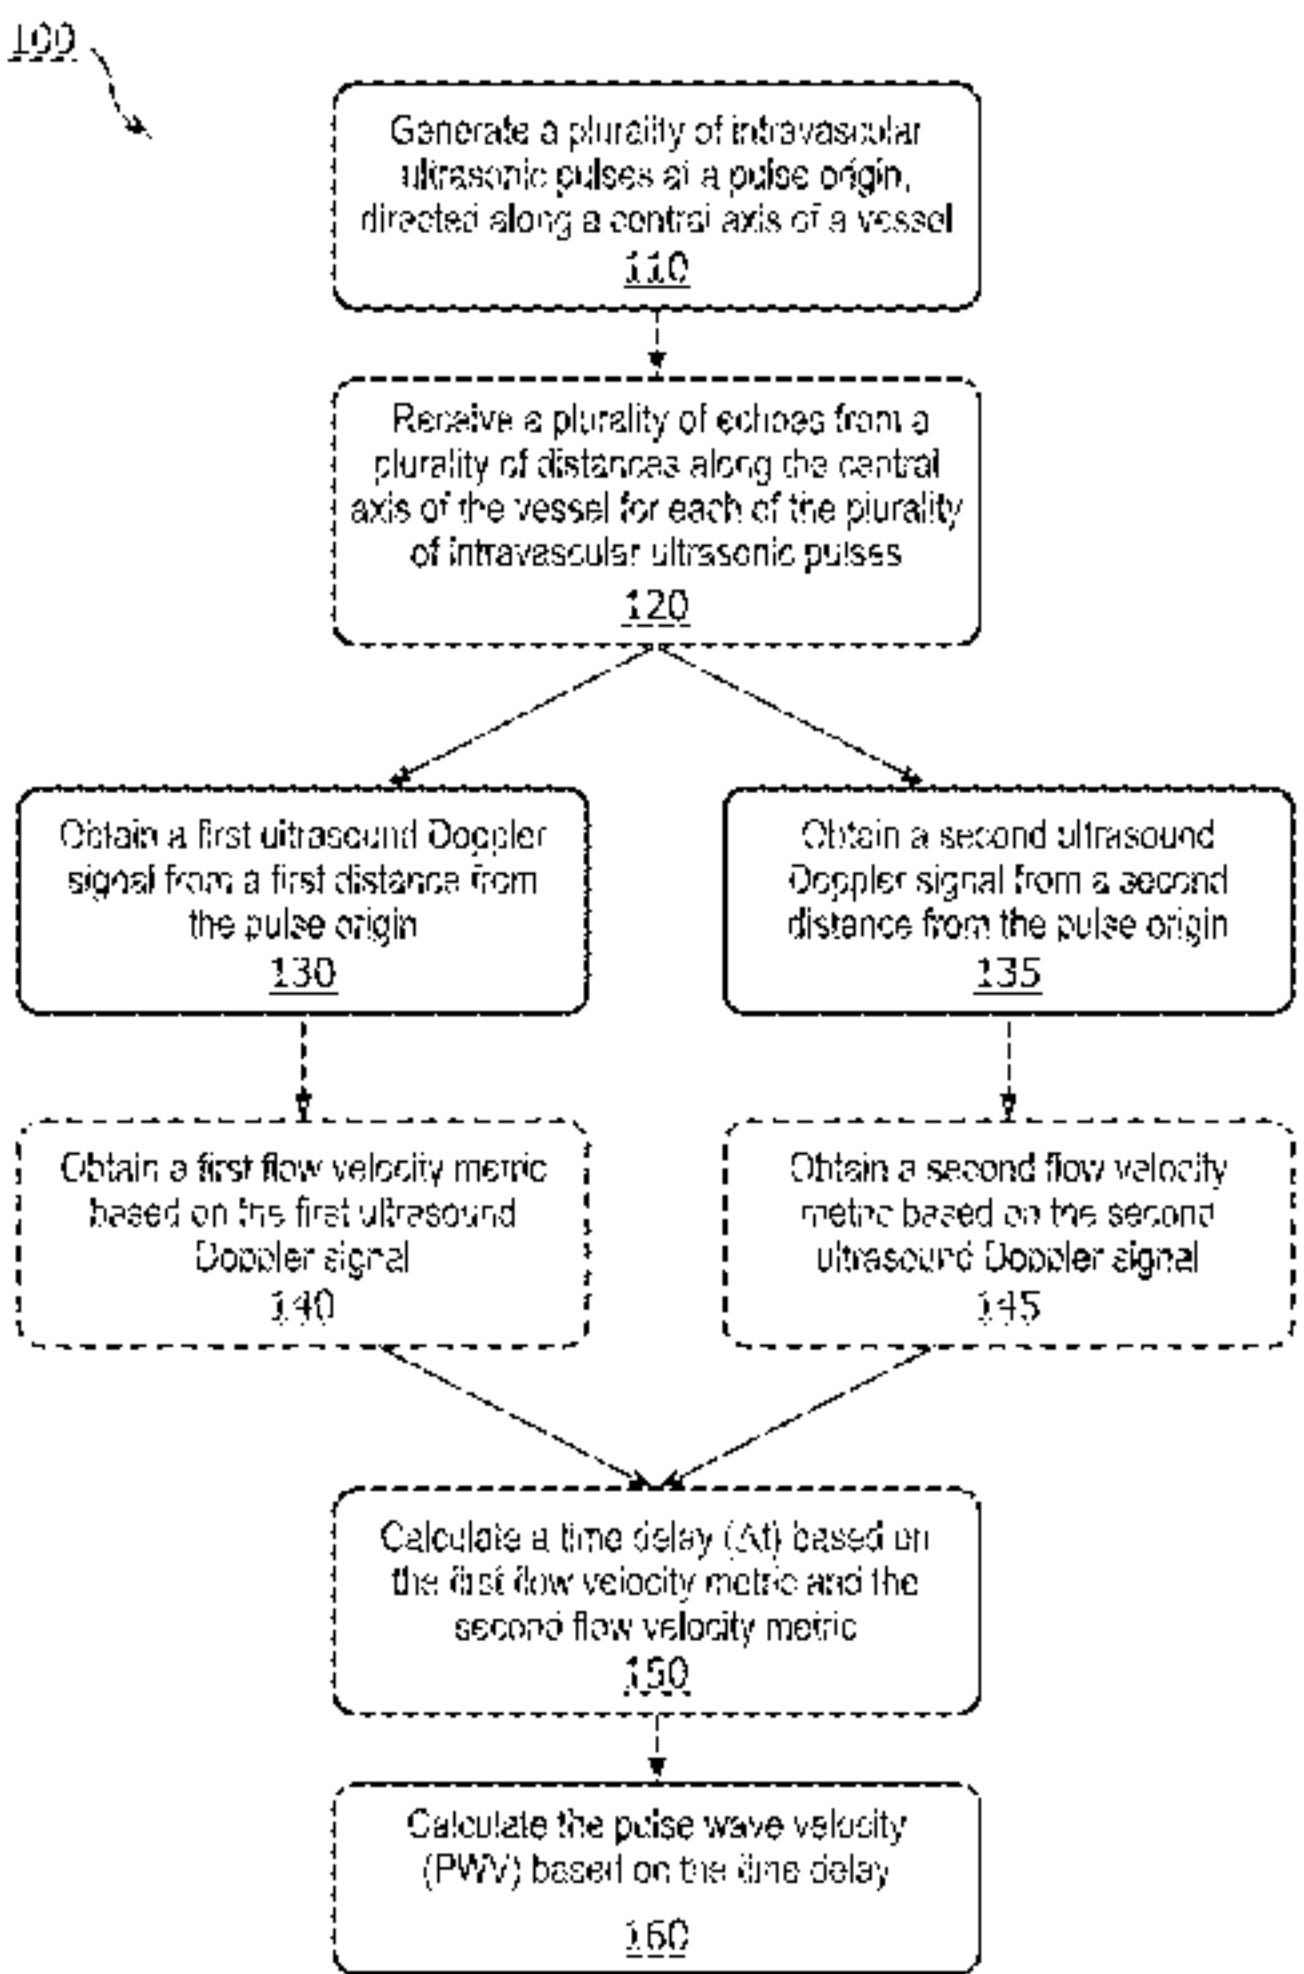 100
Generate a plurality of intravascular
ultrasonic pulses at a pulse origin,
directed along a central axis of a vessel
110
Receive a plurality of echoes from a
plurality of distances along the central
axis of the vessel for each of the plurality
of intravascular ultrasonic pulses
120
Obtain a first ultrasound Doppler
signal from a first distance from
the pulse origin
130
Obtain a second ultrasound
Doppler signal from a second
distance from the pulse origin
135
Obtain a first flow velocity metric
based on the first ultrasound
Doppler signal
140
Obtain a second flow velocity
metric based on the second
ultrasound Doppler signal
145
Calculate a time delay (Δt) based on
the first flow velocity metric and the
second flow velocity metric
150
Calculate the pulse wave velocity
(PWV) based on the time delay
160